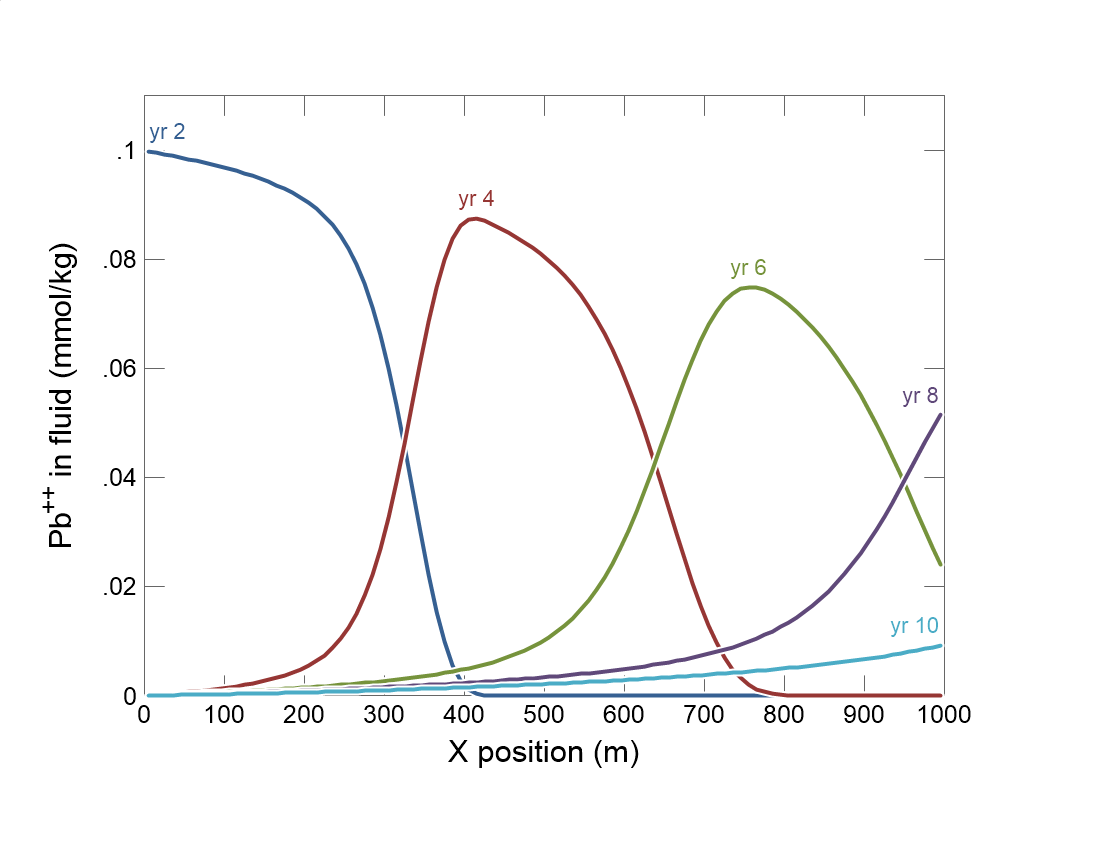 yr 2
.1
yr 4
.08
yr 6
.06
yr 8
.04
.02
yr 10
0
Pb++ in fluid (mmol/kg)
0 100 200 300 400 500 600 700 800 900 1000
X position (m)